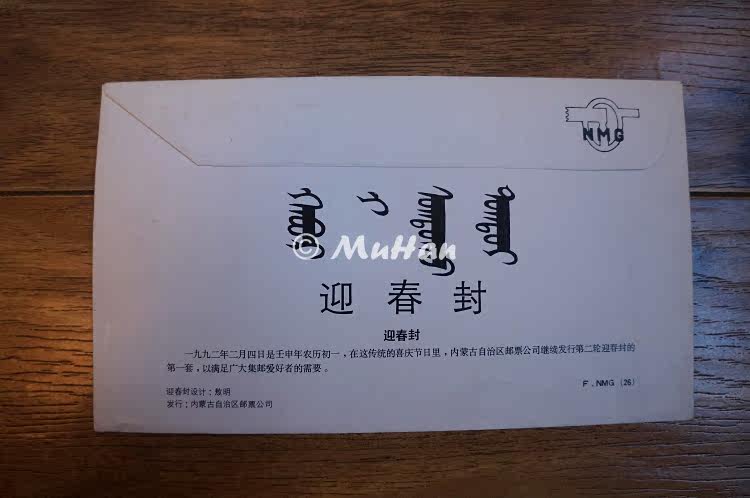 NMG
© MuHan
迎春封
迎春封
一九九二年二月四日是壬申年农历初一，在这传统的喜庆节日里，内蒙古自治区邮票公司继续发行第二轮迎春封的
第一套，以满足广大集邮爱好者的需要。
迎春封设计：敖明
发行：内蒙古自治区邮票公司
F．NMG（26）